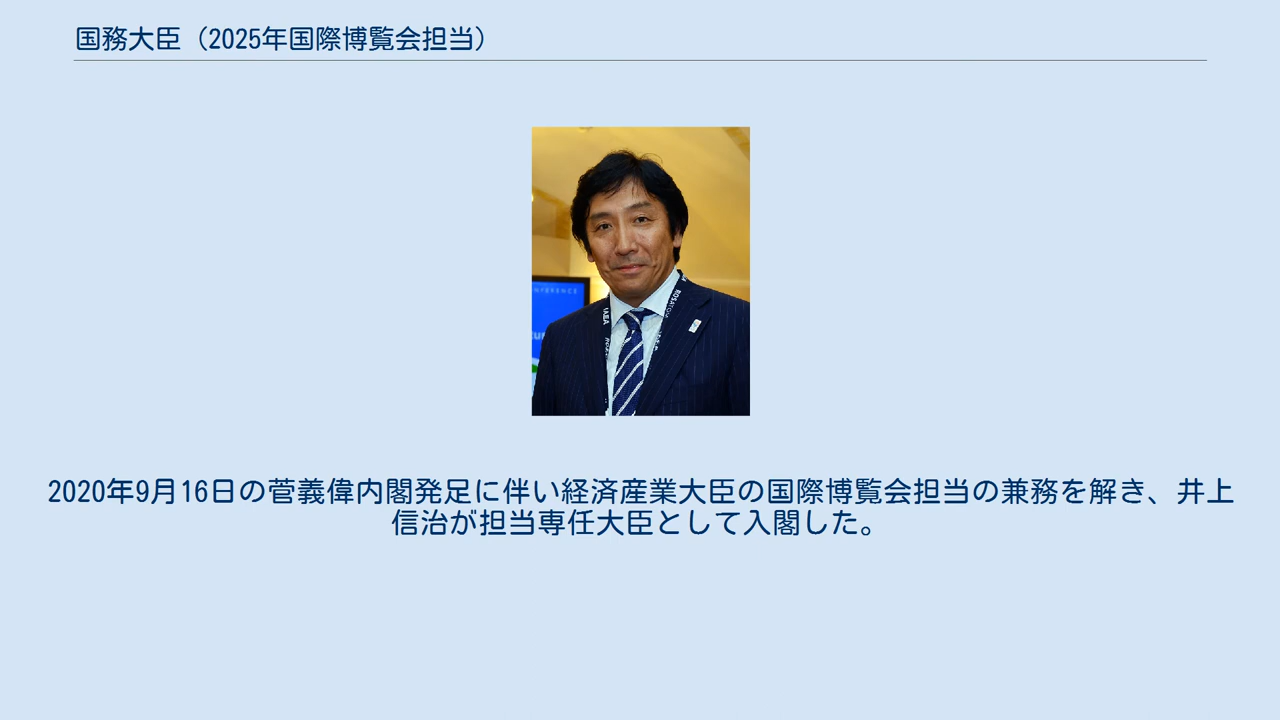 国務大臣（2025年国際博覧会担当）
NFERENCE
IAEA
ROSATOM
2020年9月16日の菅義偉内閣発足に伴い経済産業大臣の国際博覧会担当の兼務を解き、井上
信治が担当専任大臣として入閣した。